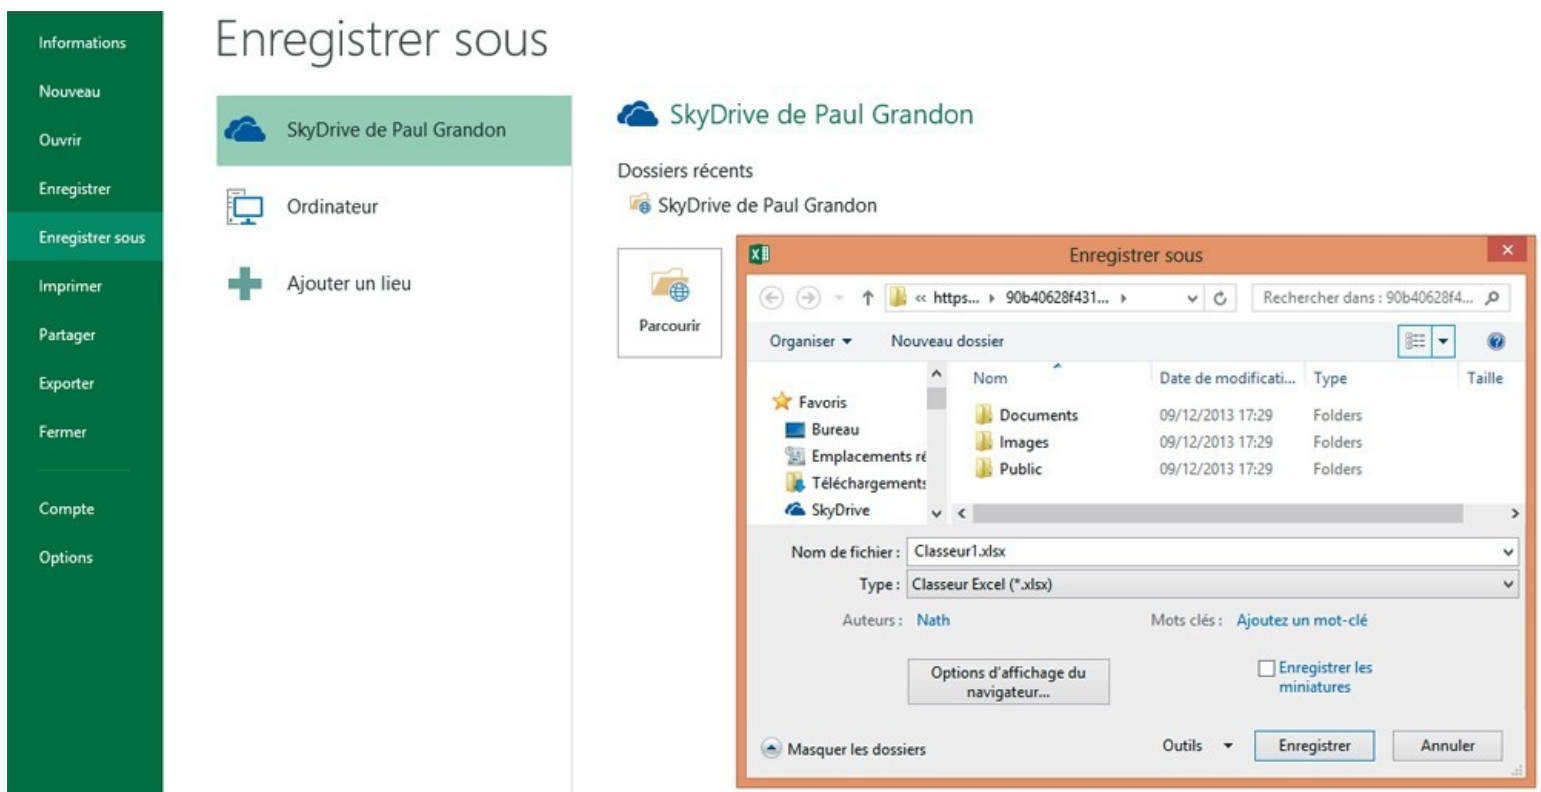 Informations
Nouveau
Ouvrir
Enregistrer
Enregistrer sous
Imprimer
Partager
Exporter
Fermer
Compte
Options
Enregistrer sous
SkyDrive de Paul Grandon
Ordinateur
Ajouter un lieu
SkyDrive de Paul Grandon
Dossiers récents
SkyDrive de Paul Grandon
Parcourir
Enregistrer sous
« https... 90b40628f431...
Rechercher dans : 90b40628f4...
Organiser
Nouveau dossier
Favoris
Bureau
Emplacements ré
Téléchargements
SkyDrive
Nom Date de modificati... Type Taille
Documents 09/12/2013 17:29 Folders
Images 09/12/2013 17:29 Folders
Public 09/12/2013 17:29 Folders
Nom de fichier : Classeur1.xlsx
Type : Classeur Excel (*.xlsx)
Auteurs : Nath
Mots clés : Ajoutez un mot-clé
Options d'affichage du
navigateur...
Enregistrer les
miniatures
Masquer les dossiers
Outils
Enregistrer
Annuler